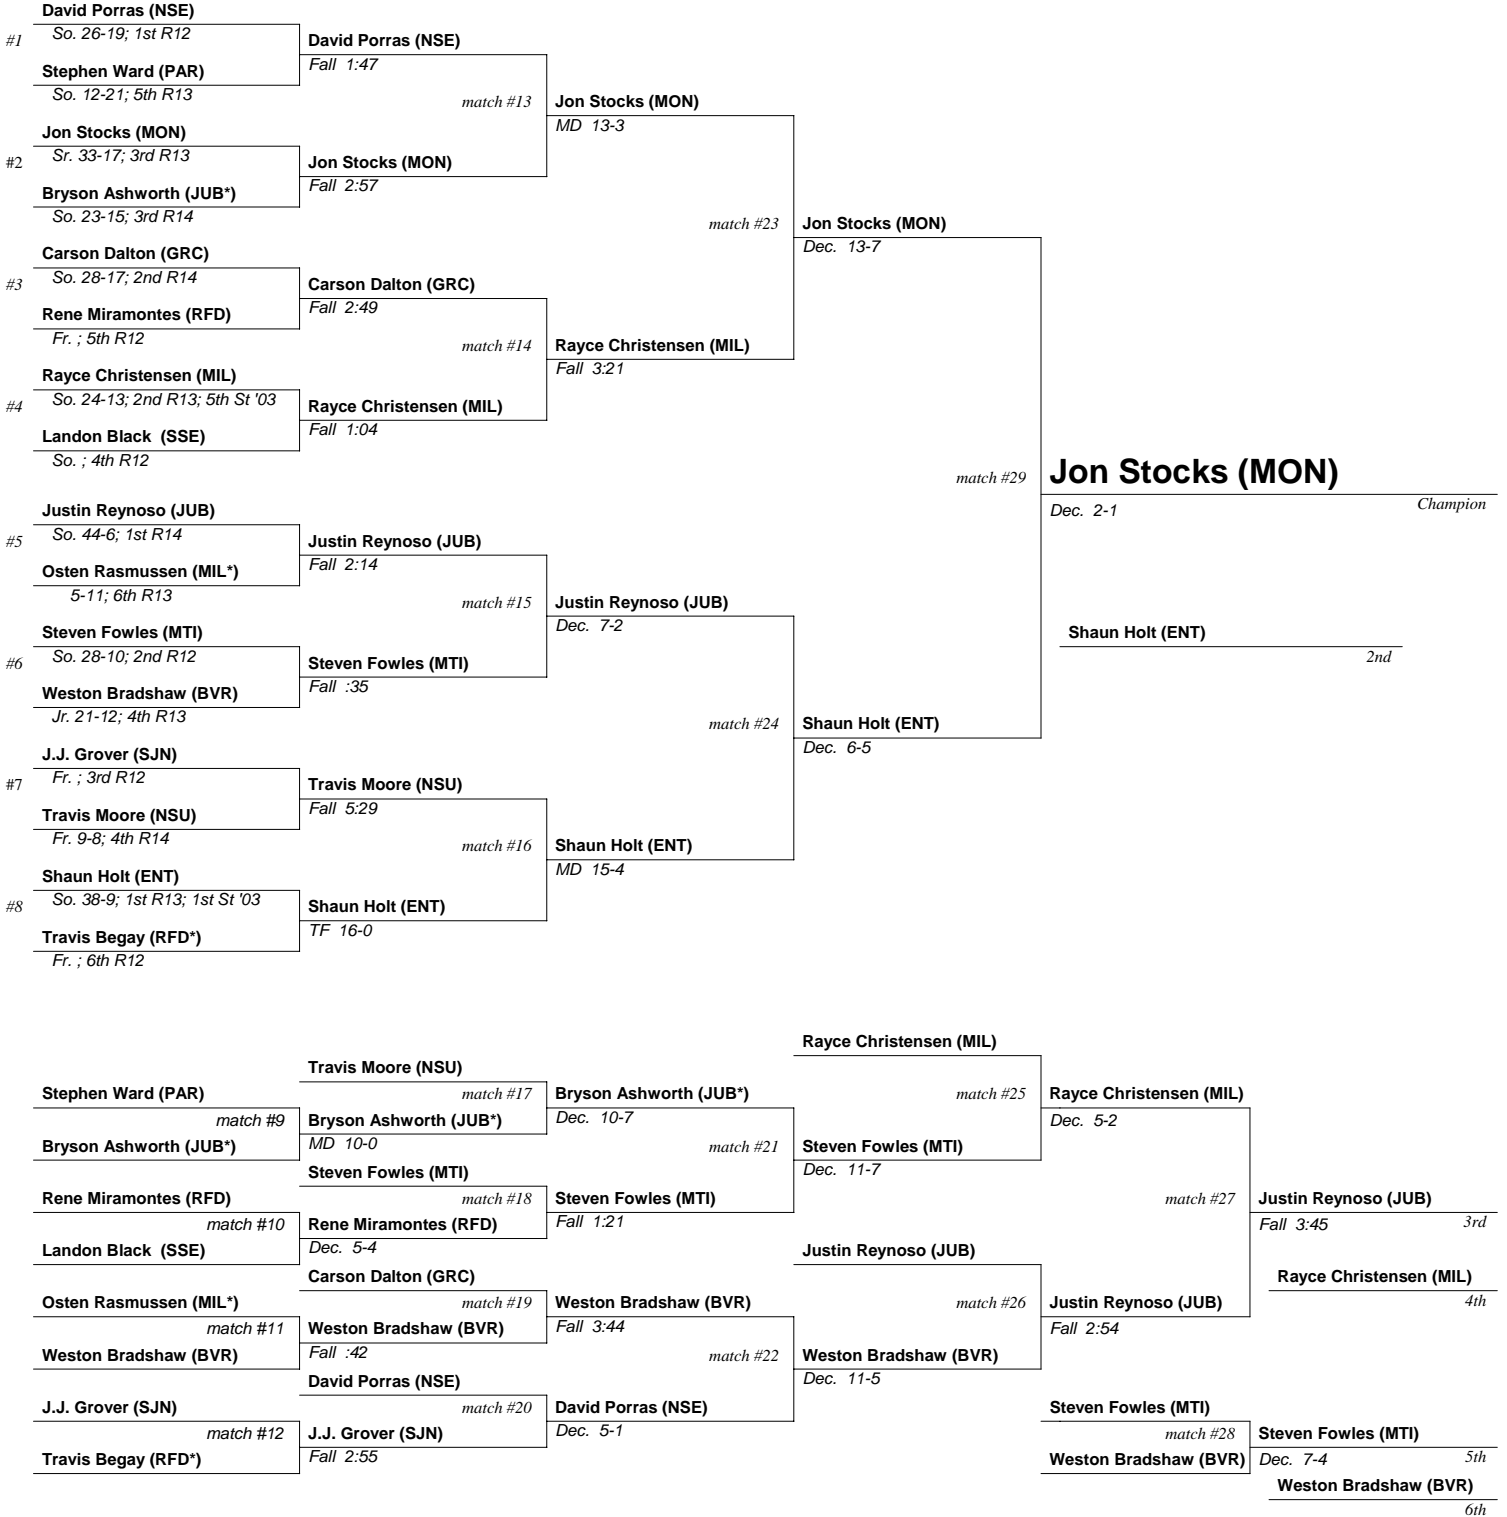 David Porras (NSE)
#1 So. 26-19; 1st R12
David Porras (NSE)
Fall 1:47
Stephen Ward (PAR)
So. 12-21; 5th R13
match #13 Jon Stocks (MON)
MD 13-3
Jon Stocks (MON)
#2 Sr. 33-17; 3rd R13
Jon Stocks (MON)
Fall 2:57
Bryson Ashworth (JUB*)
So. 23-15; 3rd R14
match #23 Jon Stocks (MON)
Dec. 13-7
Carson Dalton (GRC)
#3 So. 28-17; 2nd R14
Carson Dalton (GRC)
Fall 2:49
Rene Miramontes (RFD)
Fr. ; 5th R12
match #14 Rayce Christensen (MIL)
Fall 3:21
Rayce Christensen (MIL)
#4 So. 24-13; 2nd R13; 5th St '03
Rayce Christensen (MIL)
Fall 1:04
Landon Black (SSE)
So. ; 4th R12
match #29 Jon Stocks (MON)
Dec. 2-1 Champion
Justin Reynoso (JUB)
#5 So. 44-6; 1st R14
Justin Reynoso (JUB)
Fall 2:14
Osten Rasmussen (MIL*)
5-11; 6th R13
match #15 Justin Reynoso (JUB)
Dec. 7-2
Steven Fowles (MTI)
#6 So. 28-10; 2nd R12
Shaun Holt (ENT)
2nd
Steven Fowles (MTI)
Fall :35
Weston Bradshaw (BVR)
Jr. 21-12; 4th R13
match #24 Shaun Holt (ENT)
Dec. 6-5
J.J. Grover (SJN)
#7 Fr. ; 3rd R12
Travis Moore (NSU)
Fall 5:29
Travis Moore (NSU)
Fr. 9-8; 4th R14
match #16 Shaun Holt (ENT)
MD 15-4
Shaun Holt (ENT)
#8 So. 38-9; 1st R13; 1st St '03
Shaun Holt (ENT)
TF 16-0
Travis Begay (RFD*)
Fr. ; 6th R12
Rayce Christensen (MIL)
Travis Moore (NSU)
Stephen Ward (PAR)
match #17 Bryson Ashworth (JUB*)
Dec. 10-7
match #25 Rayce Christensen (MIL)
Dec. 5-2
match #9 Bryson Ashworth (JUB*)
MD 10-0
Bryson Ashworth (JUB*)
match #21 Steven Fowles (MTI)
Dec. 11-7
Steven Fowles (MTI)
Rene Miramontes (RFD)
match #18 Steven Fowles (MTI)
Fall 1:21
match #27 Justin Reynoso (JUB)
Fall 3:45 3rd
match #10 Rene Miramontes (RFD)
Dec. 5-4
Landon Black (SSE)
Justin Reynoso (JUB)
Carson Dalton (GRC)
Rayce Christensen (MIL)
4th
Osten Rasmussen (MIL*)
match #19 Weston Bradshaw (BVR)
Fall 3:44
match #26 Justin Reynoso (JUB)
Fall 2:54
match #11 Weston Bradshaw (BVR)
Fall :42
Weston Bradshaw (BVR)
match #22 Weston Bradshaw (BVR)
Dec. 11-5
David Porras (NSE)
J.J. Grover (SJN)
match #20 David Porras (NSE)
Dec. 5-1
Steven Fowles (MTI)
match #12 J.J. Grover (SJN)
Fall 2:55
Travis Begay (RFD*)
match #28 Steven Fowles (MTI)
Weston Bradshaw (BVR) Dec. 7-4 5th
Weston Bradshaw (BVR)
6th